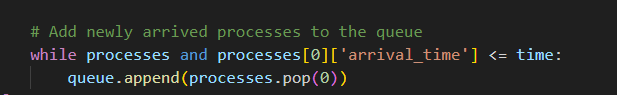 # Add newly arrived processes to the queue
while processes and processes[0]['arrival_time'] <= time:
queue.append(processes.pop(0))